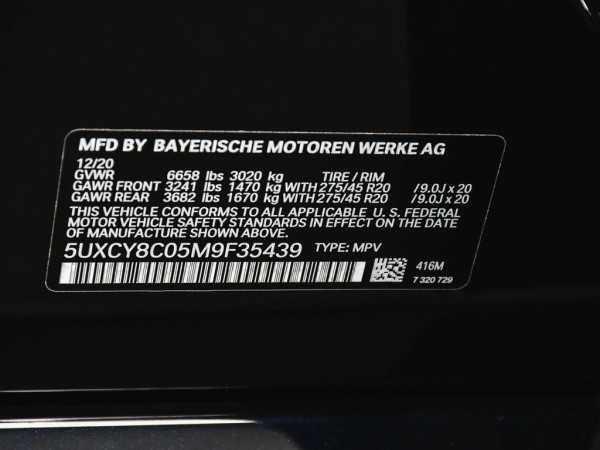 MFD BY BAYERISCHE MOTOREN WERKE AG
12/20
GVWR 6658 lbs 3020 kg TIRE / RIM
GAWR FRONT 3241 lbs 1470 kg WITH 275/45 R20 / 9.0J x 20
GAWR REAR 3682 lbs 1670 kg WITH 275/45 R20 / 9.0J x 20
THIS VEHICLE CONFORMS TO ALL APPLICABLE U. S. FEDERAL
MOTOR VEHICLE SAFETY STANDARDS IN EFFECT ON THE DATE
OF MANUFACTURE SHOWN ABOVE.
5UXCY8C05M9F35439 TYPE: MPV
416M
7 320 729